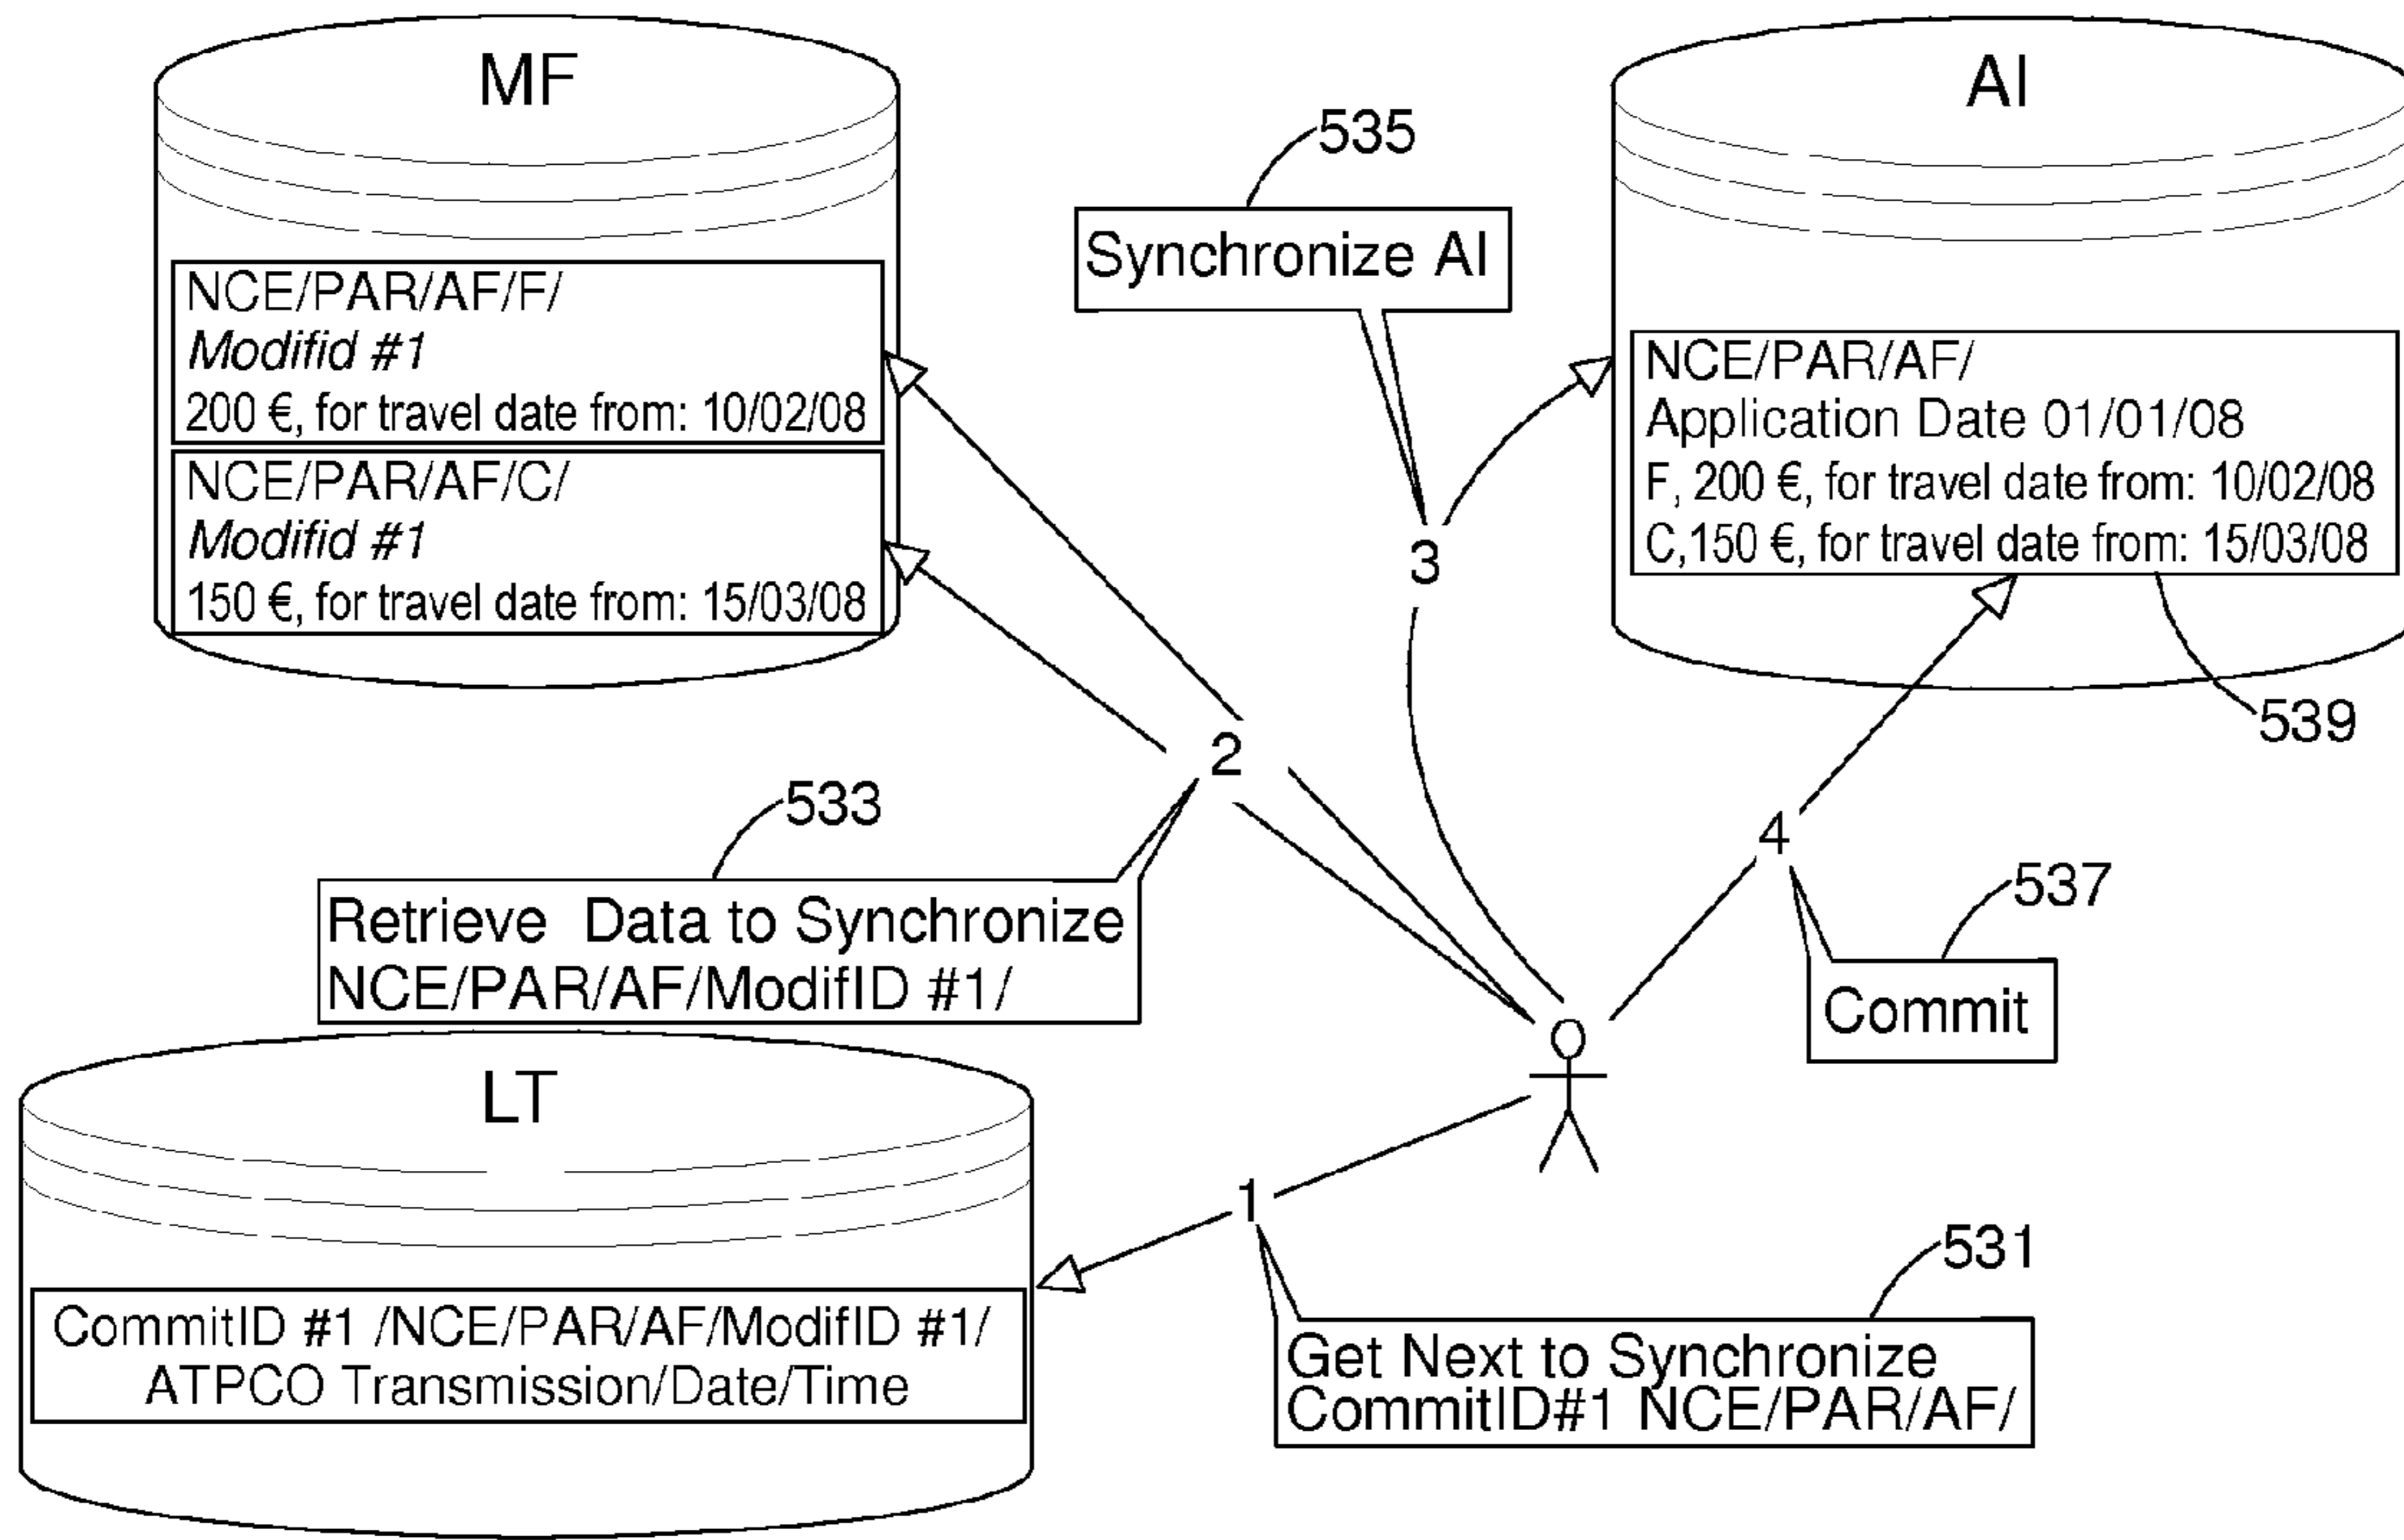 MF
NCE/PAR/AF/F/
Modifid #1
200 €, for travel date from: 10/02/08
NCE/PAR/AF/C/
Modifid #1
150 €, for travel date from: 15/03/08
535
Synchronize AI
AI
NCE/PAR/AF/
Application Date 01/01/08
F, 200 €, for travel date from: 10/02/08
C,150 €, for travel date from: 15/03/08
3
539
2
533
Retrieve Data to Synchronize
NCE/PAR/AF/ModifID #1/
4
537
Commit
LT
CommitID #1 /NCE/PAR/AF/ModifID #1/
ATPCO Transmission/Date/Time
1
531
Get Next to Synchronize
CommitID#1 NCE/PAR/AF/